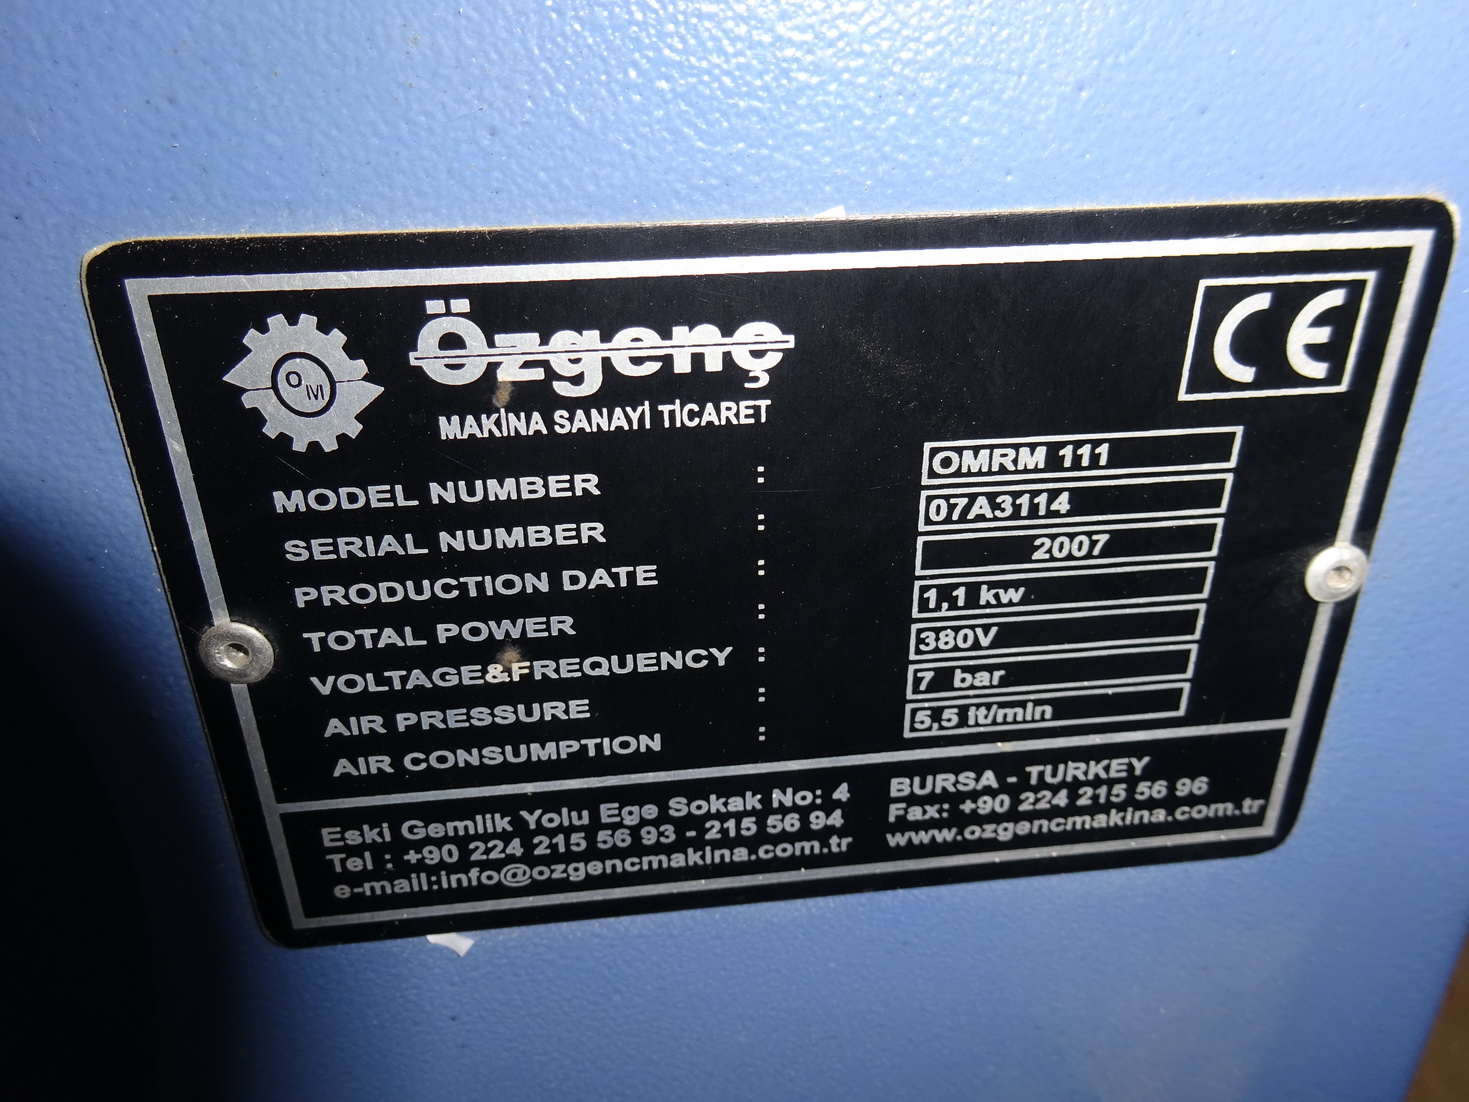 OM
Özgenç
MAKİNA SANAYİ TİCARET
CE
MODEL NUMBER : OMRM 111
SERIAL NUMBER : 07A3114
PRODUCTION DATE : 2007
TOTAL POWER : 1,1 kw
VOLTAGE&FREQUENCY : 380V
AIR PRESSURE : 7 bar
AIR CONSUMPTION : 5,5 lt/min
Eski Gemlik Yolu Ege Sokak No: 4 BURSA - TURKEY
Tel : +90 224 215 56 93 - 215 56 94 Fax: +90 224 215 56 96
e-mail:info@ozgencmakina.com.tr www.ozgencmakina.com.tr